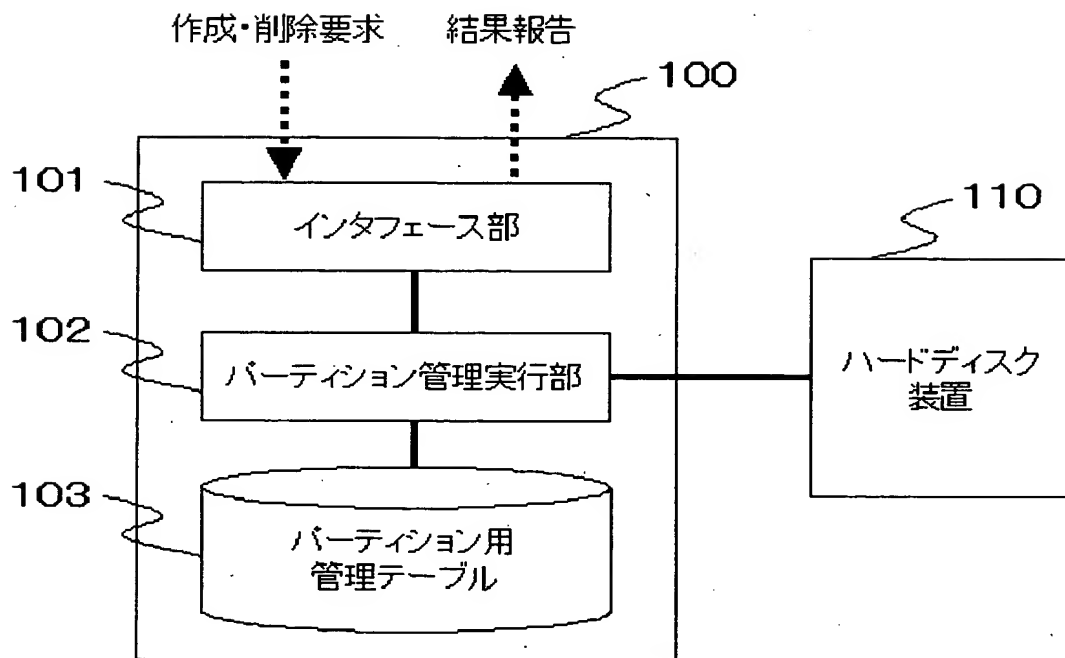 作成・削除要求
結果報告
100
101
インタフェース部
110
102
パーティション管理実行部
ハードディスク
装置
103
パーティション用
管理テーブル